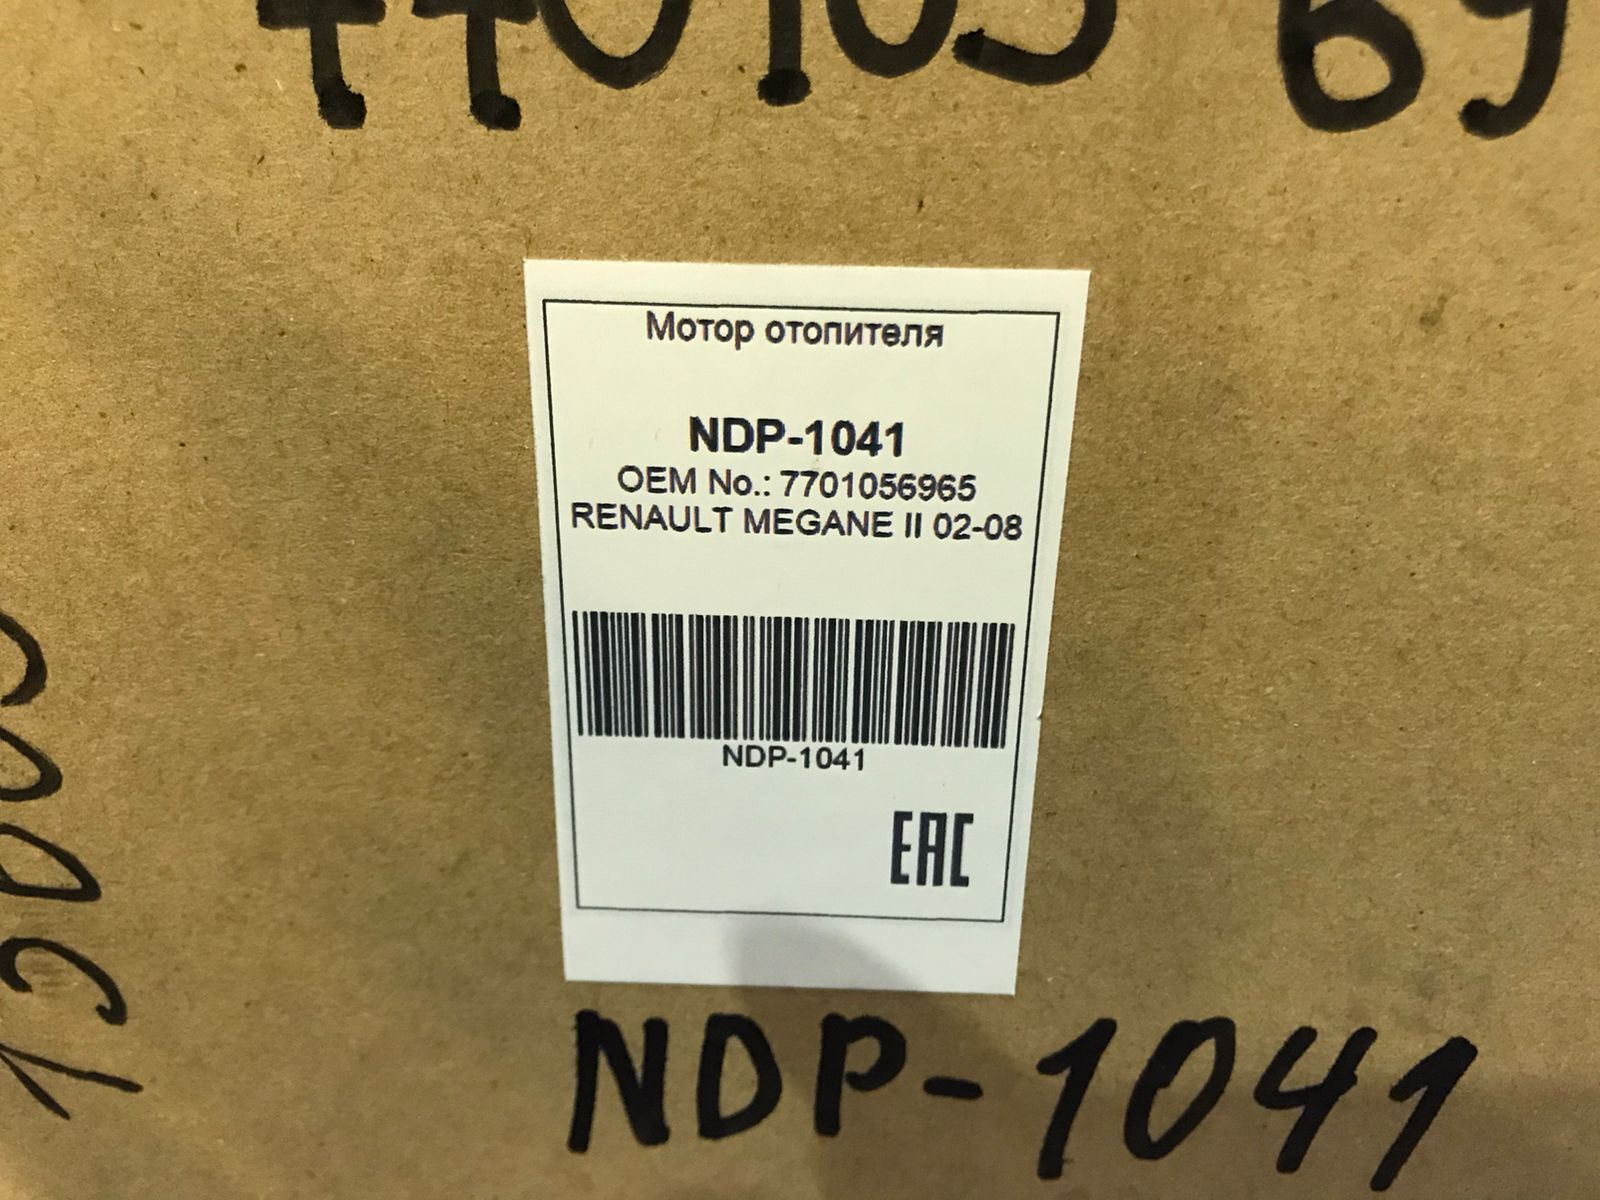 Мотор отопителя
NDP-1041
OEM No.: 7701056965
RENAULT MEGANE II 02-08
NDP-1041
EAC
NDP-1041